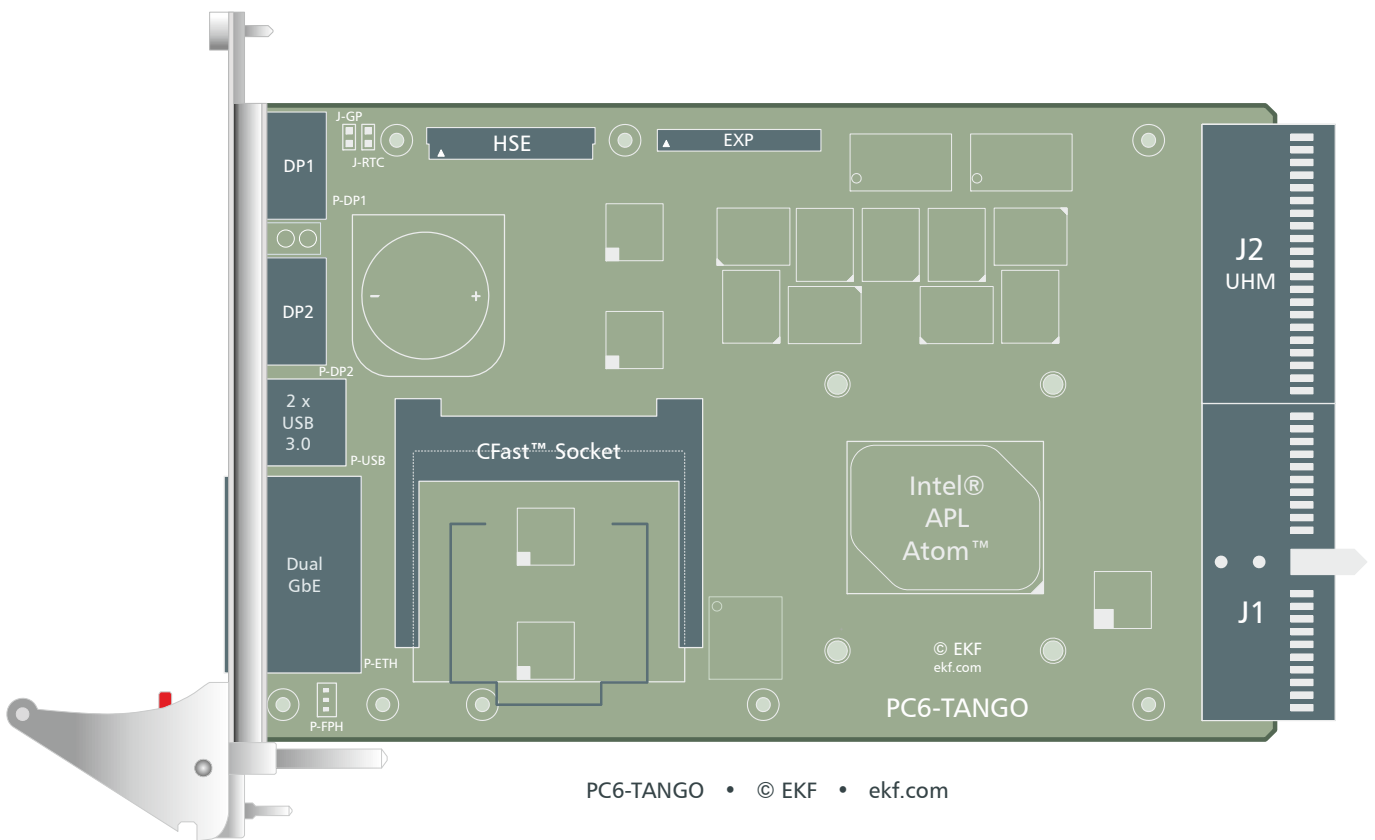 J-GP
HSE
EXP
DP1
J-RTC
P-DP1
J2
UHM
− +
DP2
P-DP2
2 x
USB
3.0
CFast™ Socket
P-USB
Intel®
APL
Atom™
Dual
GbE
J1
© EKF
ekf.com
P-ETH
PC6-TANGO
P-FPH
PC6-TANGO • © EKF • ekf.com